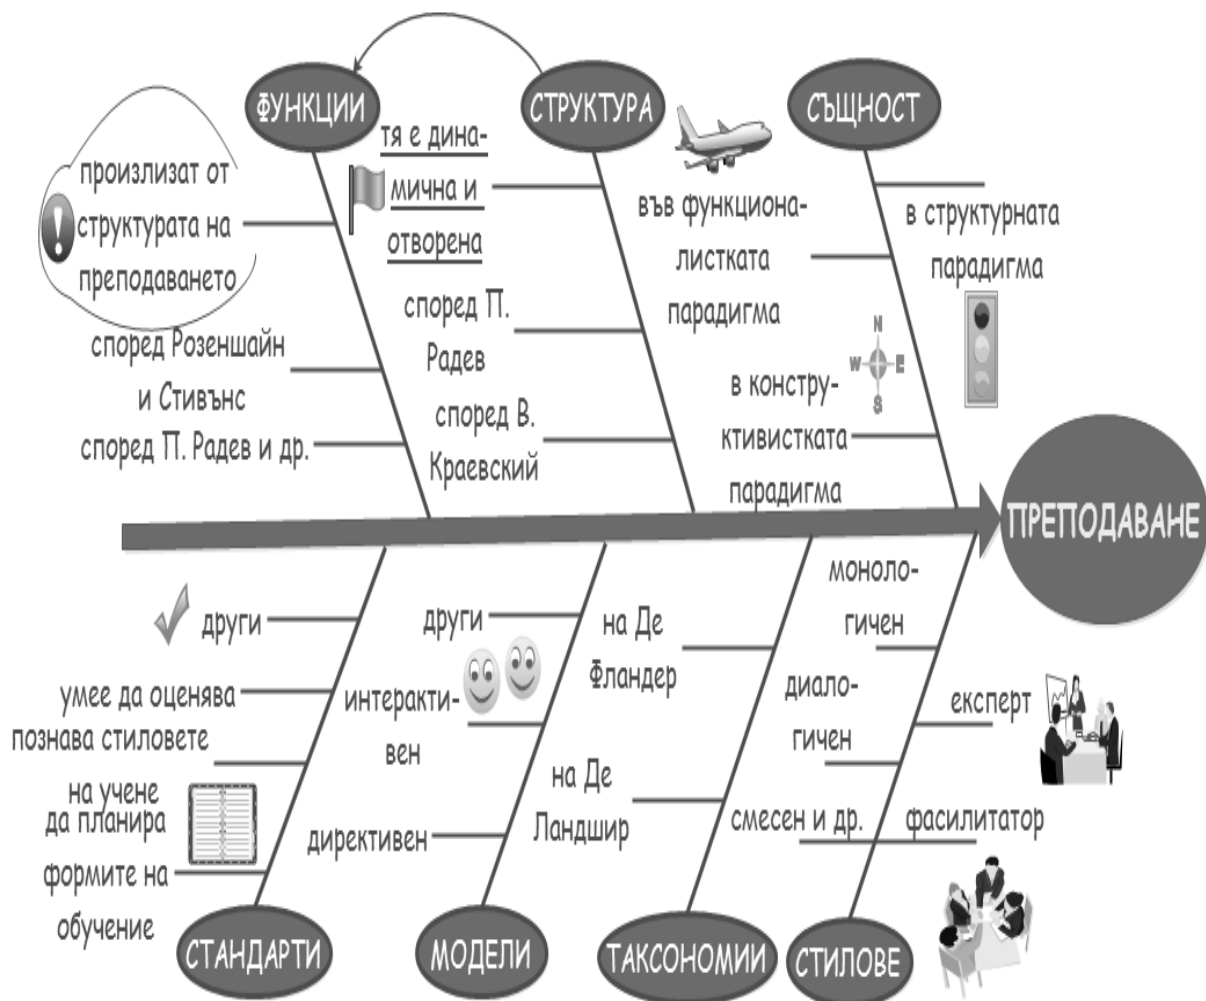 ФУНКЦИИ
СТРУКТУРА
СЪЩНОСТ
произлизат от
структурата на
преподаването
според Розеншайн
и Стивънс
според П. Радев и др.
тя е дина-
мична и
отворена
според П.
Радев
според В.
Краевский
във функциона-
листката
парадигма
в констру-
ктивистката
парадигма
N
W
E
S
в структурната
парадигма
ПРЕПОДАВАНЕ
други
умее да оценява
познава стиловете
на учене
да планира
формите на
обучение
други
интеракти-
вен
директивен
на Де
Фландер
на Де
Ландшир
моноло-
гичен
диало-
гичен
смесен и др.
експерт
фасилитатор
СТАНДАРТИ
МОДЕЛИ
ТАКСОНОМИИ
СТИЛОВЕ